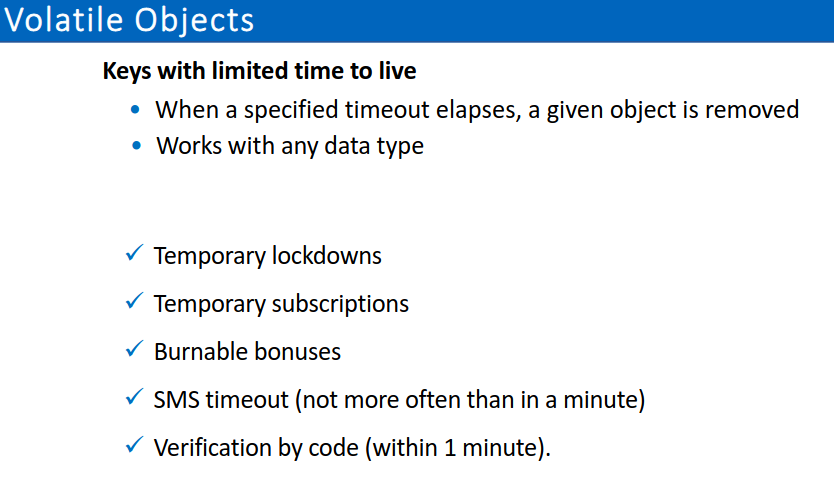 Volatile Objects
Keys with limited time to live
• When a specified timeout elapses, a given object is removed
• Works with any data type
✓ Temporary lockdowns
✓ Temporary subscriptions
✓ Burnable bonuses
✓ SMS timeout (not more often than in a minute)
✓ Verification by code (within 1 minute).